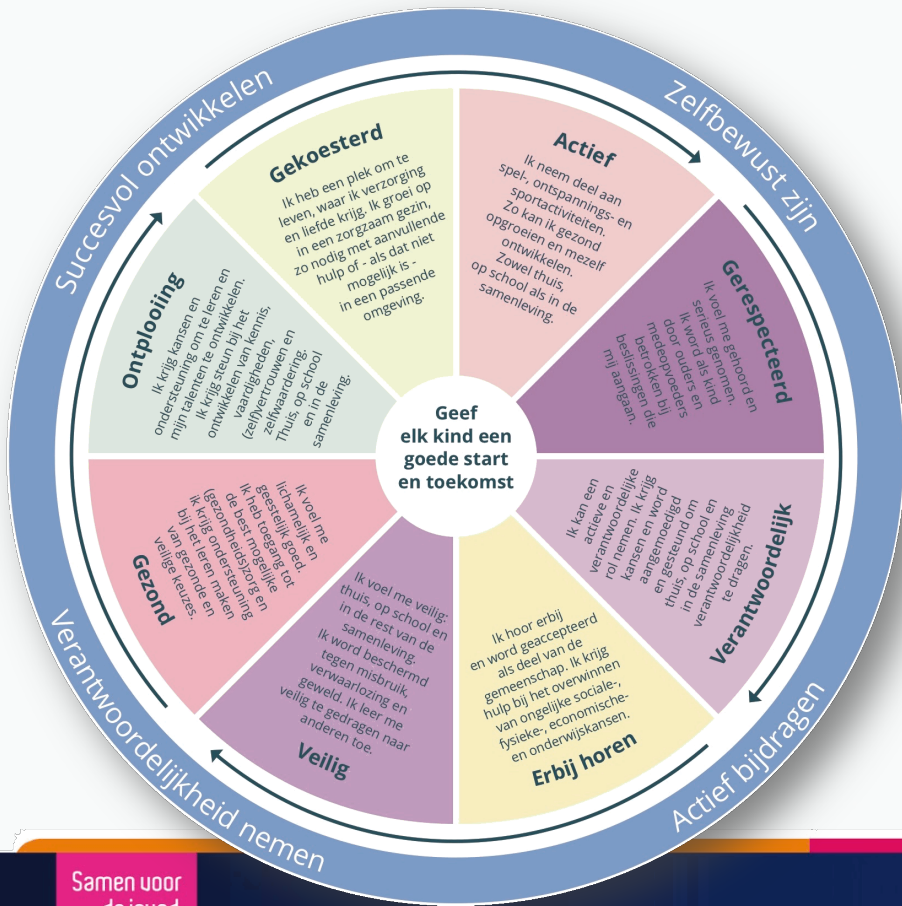 Succesvol ontwikkelen
Zelfbewust zijn
Actief bijdragen
Verantwoordelijkheid nemen
Gekoesterd
Ik heb een plek om te
leven, waar ik verzorging
en liefde krijg. Ik groei op
in een zorgzaam gezin,
zo nodig met aanvullende
hulp of - als dat niet
mogelijk is -
in een passende
omgeving.
Actief
Ik neem deel aan
spel-, ontspannings- en
sportactiviteiten.
Zo kan ik gezond
opgroeien en mezelf
ontwikkelen.
Zowel thuis,
op school als in de
samenleving.
Gerespecteerd
Ik voel me gehoord en
serieus genomen.
Ik word als kind
door ouders en
medeopvoeders
betrokken bij
beslissingen die
mij aangaan.
Ik kan een
actieve en
verantwoordelijke
rol nemen. Ik krijg
kansen en word
aangemoedigd
en gesteund om
thuis, op school en
in de samenleving
verantwoordelijkheid
te dragen.
Verantwoordelijk
Ik hoor erbij
en word geaccepteerd
als deel van de
gemeenschap. Ik krijg
hulp bij het overwinnen
van ongelijke sociale-,
fysieke-, economische-
en onderwijskansen.
Erbij horen
Ik voel me veilig:
thuis, op school en
in de rest van de
samenleving.
Ik word beschermd
tegen misbruik,
verwaarlozing en
geweld. Ik leer me
veilig te gedragen naar
anderen toe.
Veilig
Ik voel me
lichamelijk en
geestelijk goed.
Ik heb toegang tot
de best mogelijke
(gezondheids)zorg en
ik krijg ondersteuning
bij het leren maken
van gezonde en
veilige keuzes.
Gezond
Ontplooiing
Ik krijg kansen en
ondersteuning om te leren en
mijn talenten te ontwikkelen.
Ik krijg steun bij het
ontwikkelen van kennis,
vaardigheden,
(zelf)vertrouwen en
zelfwaardering.
Thuis, op school
en in de
samenleving.
Geef
elk kind een
goede start
en toekomst
Samen voor